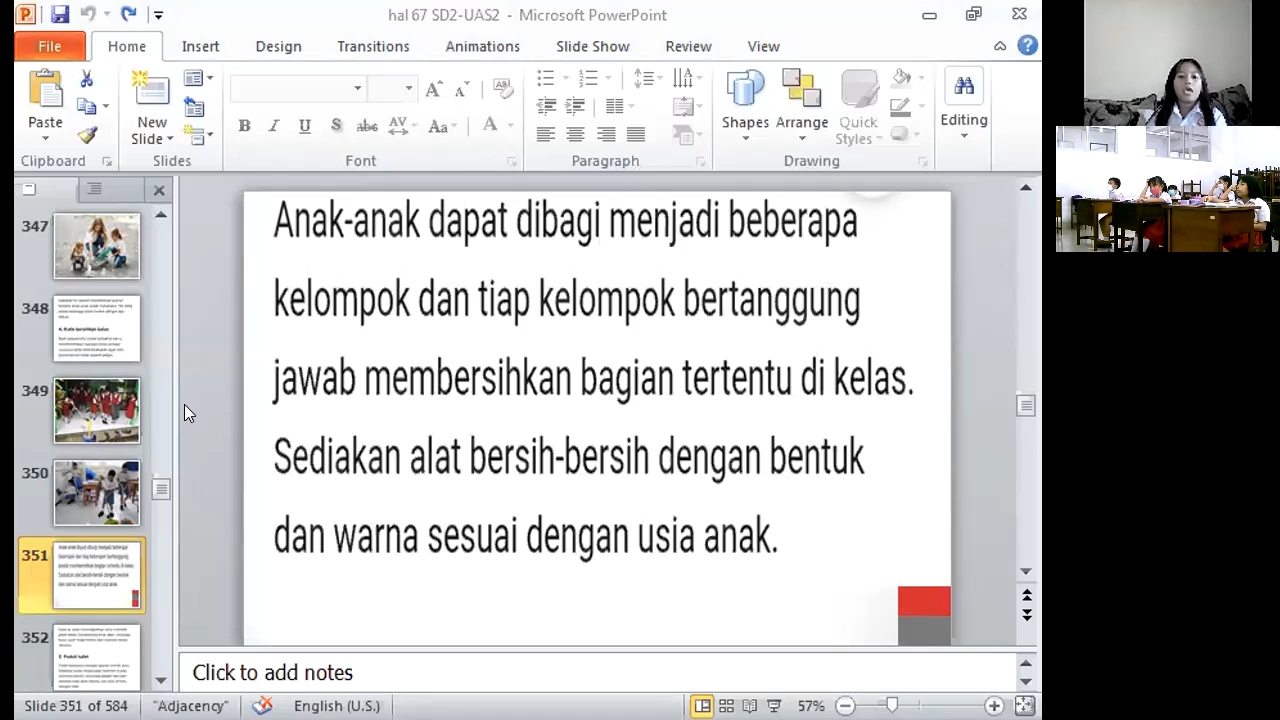 hal 67 SD2-UAS2 - Microsoft PowerPoint
File Home Insert Design Transitions Animations Slide Show Review View
Paste
New Slide
Shapes Arrange Quick Styles
Editing
Clipboard Slides Font Paragraph Drawing
Anak-anak dapat dibagi menjadi beberapa
kelompok dan tiap kelompok bertanggung
jawab membersihkan bagian tertentu di kelas.
Sediakan alat bersih-bersih dengan bentuk
dan warna sesuai dengan usia anak.
347
348
349
350
351
352
Click to add notes
Slide 351 of 584 "Adjacency" English (U.S.) 57%